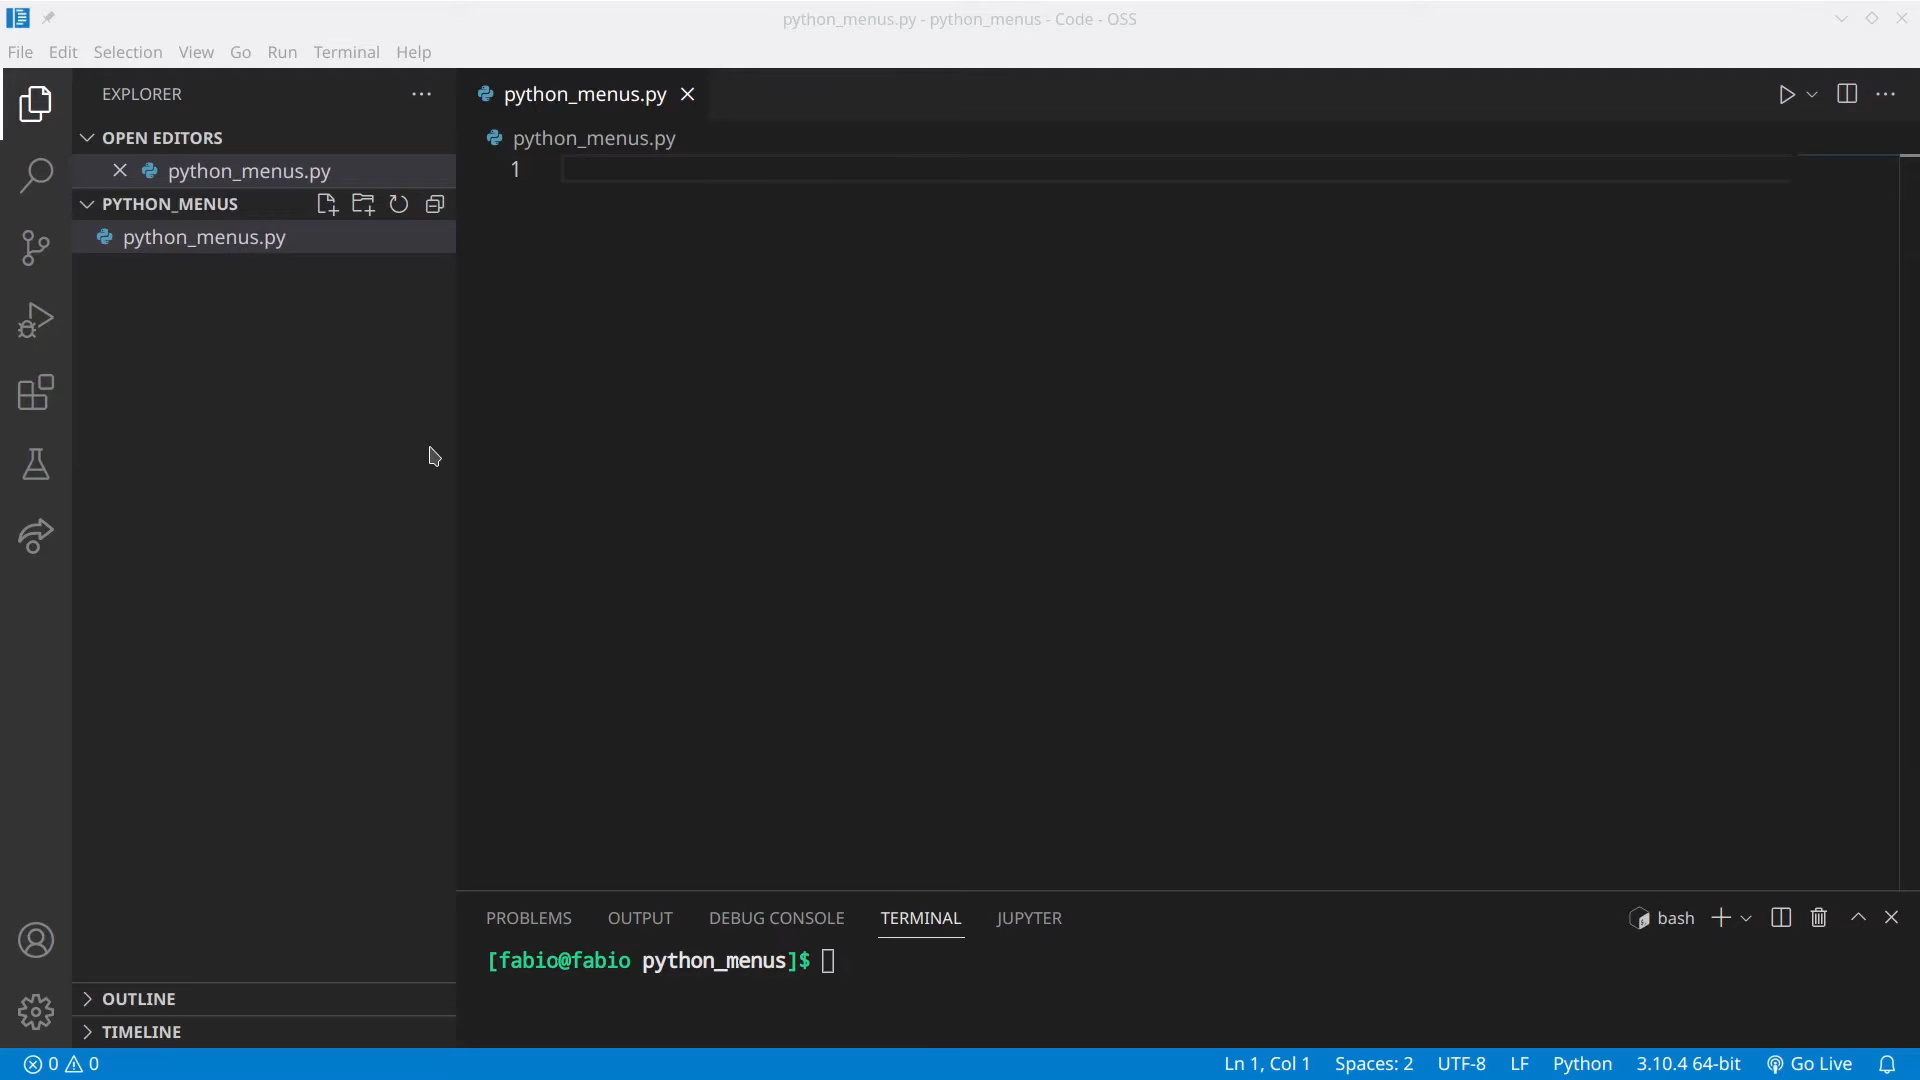 python_menus.py - python_menus - Code - OSS
File Edit Selection View Go Run Terminal Help
EXPLORER
OPEN EDITORS
python_menus.py
PYTHON_MENUS
python_menus.py
python_menus.py
python_menus.py
1
PROBLEMS OUTPUT DEBUG CONSOLE TERMINAL JUPYTER
bash
[fabio@fabio python_menus]$
OUTLINE
TIMELINE
0 0 Ln 1, Col 1 Spaces: 2 UTF-8 LF Python 3.10.4 64-bit Go Live